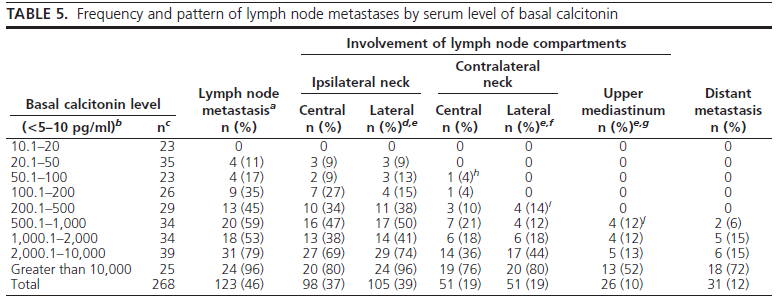 TABLE 5. Frequency and pattern of lymph node metastases by serum level of basal calcitonin
Involvement of lymph node compartments
Contralateral
Ipsilateral neck neck
Lymph node Upper Distant
Basal calcitonin level metastasisᵃ Central Lateral Central Lateral mediastinum metastasis
(<5–10 pg/ml)ᵇ nᶜ n (%) n (%) n (%)ᵈ,ᵉ n (%) n (%)ᵉ,ᶠ n (%)ᵉ,ᵍ n (%)
10.1–20 23 0 0 0 0 0 0 0
20.1–50 35 4 (11) 3 (9) 3 (9) 0 0 0 0
50.1–100 23 4 (17) 2 (9) 3 (13) 1 (4)ʰ 0 0 0
100.1–200 26 9 (35) 7 (27) 4 (15) 1 (4) 0 0 0
200.1–500 29 13 (45) 10 (34) 11 (38) 3 (10) 4 (14)ⁱ 0 0
500.1–1,000 34 20 (59) 16 (47) 17 (50) 7 (21) 4 (12) 4 (12)ʲ 2 (6)
1,000.1–2,000 34 18 (53) 13 (38) 14 (41) 6 (18) 6 (18) 4 (12) 5 (15)
2,000.1–10,000 39 31 (79) 27 (69) 29 (74) 14 (36) 17 (44) 5 (13) 6 (15)
Greater than 10,000 25 24 (96) 20 (80) 24 (96) 19 (76) 20 (80) 13 (52) 18 (72)
Total 268 123 (46) 98 (37) 105 (39) 51 (19) 51 (19) 26 (10) 31 (12)